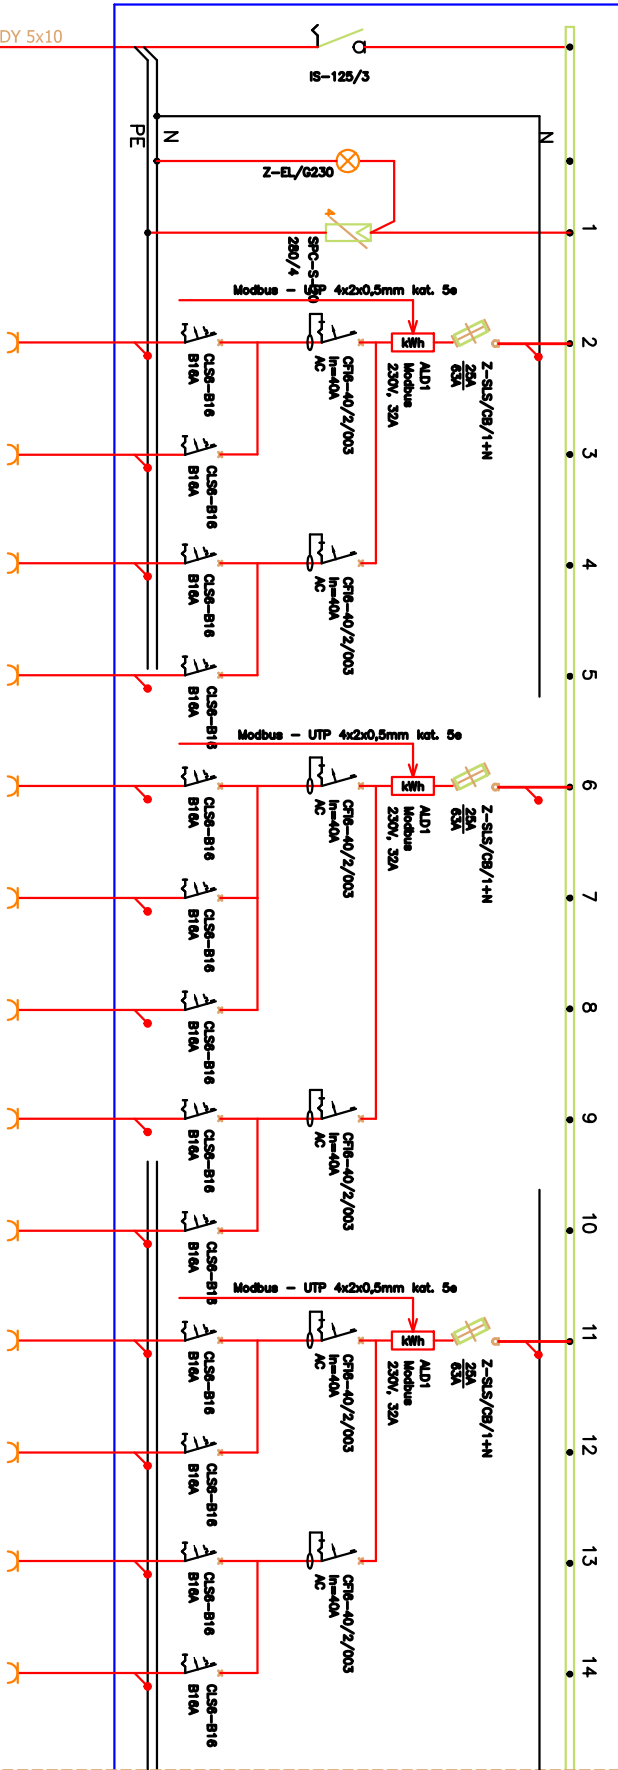 DY 5x10
IS-125/3
PE
N
N
Z-EL/G230
1
SPC-S-20
280/4
Modbus - UTP 4x2x0,5mm kat. 5e
2
CLS6-B16
B16A
CFI6-40/2/003
In=40A
AC
kWh
ALD1
Modbus
230V, 32A
Z-SLS/CB/1+N
25A
63A
3
CLS6-B16
B16A
4
CLS6-B16
B16A
CFI6-40/2/003
In=40A
AC
5
CLS6-B16
B16A
Modbus - UTP 4x2x0,5mm kat. 5e
6
CLS6-B16
B16A
CFI6-40/2/003
In=40A
AC
kWh
ALD1
Modbus
230V, 32A
Z-SLS/CB/1+N
25A
63A
7
CLS6-B16
B16A
8
CLS6-B16
B16A
9
CLS6-B16
B16A
CFI6-40/2/003
In=40A
AC
10
CLS6-B16
B16A
Modbus - UTP 4x2x0,5mm kat. 5e
11
CLS6-B16
B16A
CFI6-40/2/003
In=40A
AC
kWh
ALD1
Modbus
230V, 32A
Z-SLS/CB/1+N
25A
63A
12
CLS6-B16
B16A
13
CLS6-B16
B16A
CFI6-40/2/003
In=40A
AC
14
CLS6-B16
B16A